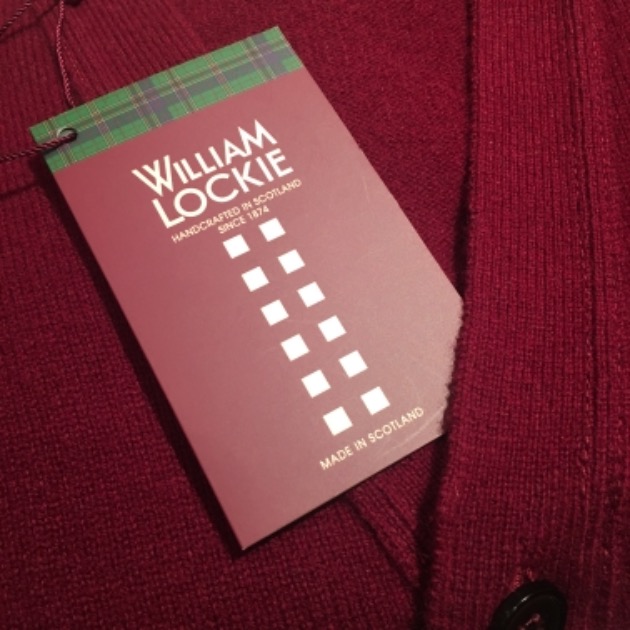 WILLIAM
LOCKIE
HANDCRAFTED IN SCOTLAND
SINCE 1874
MADE IN SCOTLAND